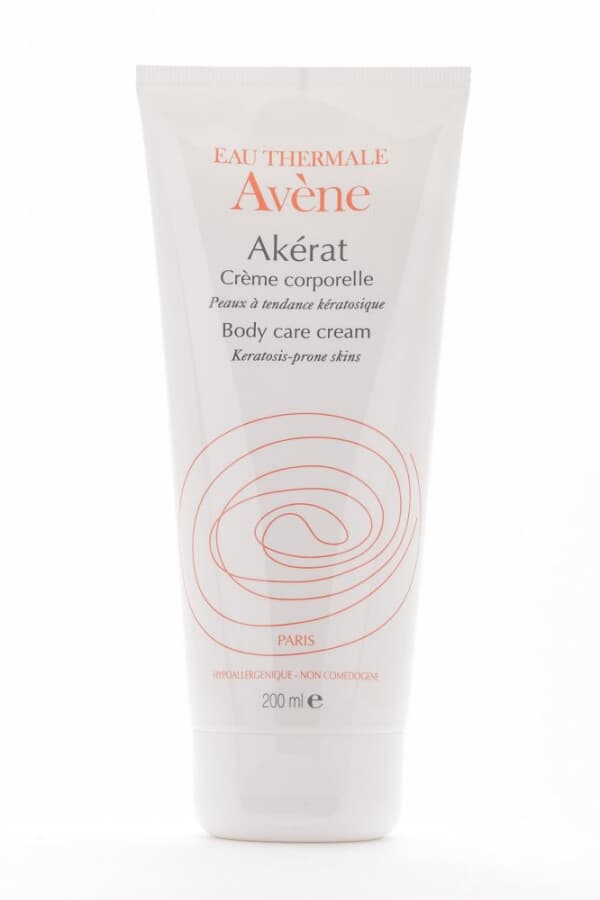 EAU THERMALE
Avène
Akérat
Crème corporelle
Peaux à tendance kératosique
Body care cream
Keratosis-prone skins
PARIS
HYPOALLERGENIQUE - NON COMEDOGENE
200 ml e